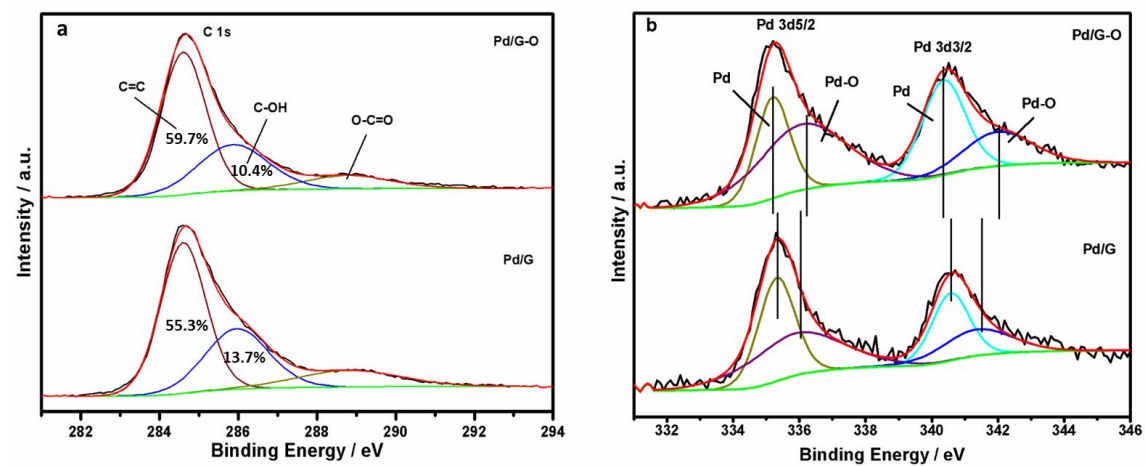 a
C 1s
Pd/G-O
C=C
C-OH
O-C=O
59.7%
10.4%
Pd/G
55.3%
13.7%
Intensity / a.u.
282 284 286 288 290 292 294
Binding Energy / eV
b
Pd 3d5/2
Pd 3d3/2
Pd/G-O
Pd
Pd-O
Pd
Pd-O
Pd/G
Intensity / a.u.
332 334 336 338 340 342 344 346
Binding Energy / eV